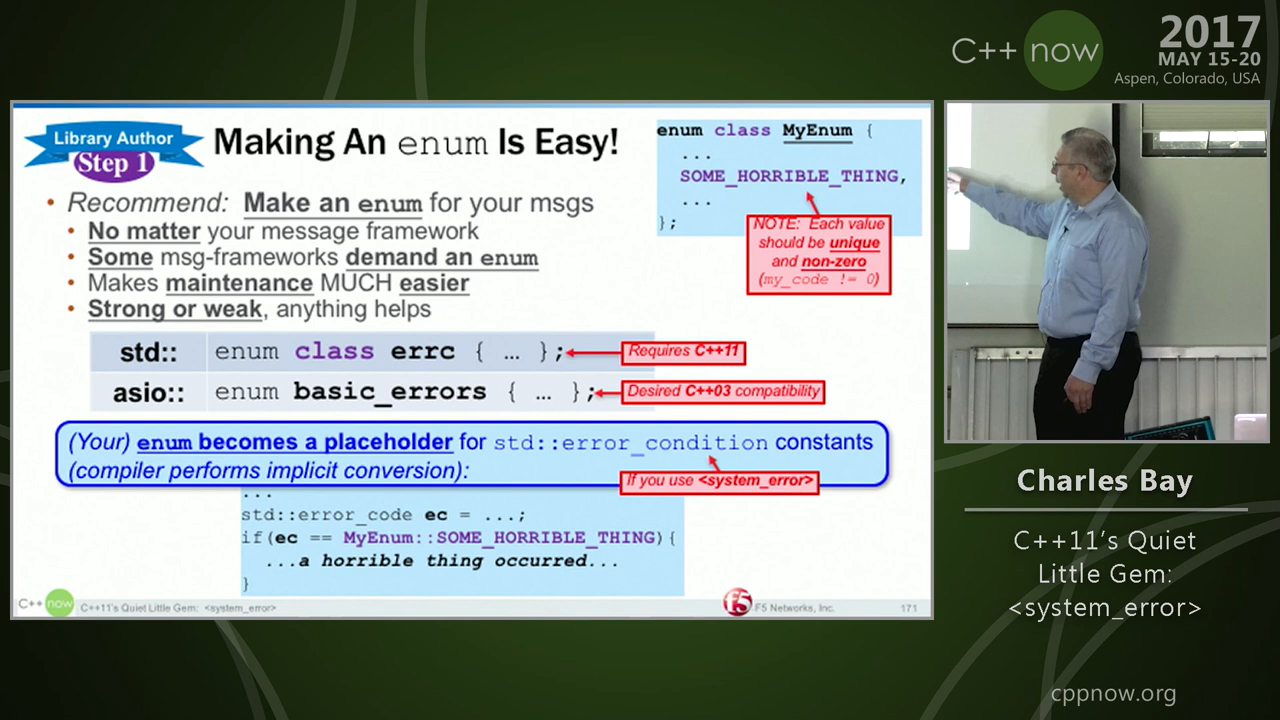 C++ now
2017
MAY 15-20
Aspen, Colorado, USA
Library Author
Step 1
Making An enum Is Easy!
• Recommend: Make an enum for your msgs
• No matter your message framework
• Some msg-frameworks demand an enum
• Makes maintenance MUCH easier
• Strong or weak, anything helps
enum class MyEnum {
...
SOME_HORRIBLE_THING,
...
};
NOTE: Each value
should be unique
and non-zero
(my_code != 0)
std:: enum class errc { … };
Requires C++11
asio:: enum basic_errors { … };
Desired C++03 compatibility
(Your) enum becomes a placeholder for std::error_condition constants
(compiler performs implicit conversion):
If you use <system_error>
...
std::error_code ec = ...;
if(ec == MyEnum::SOME_HORRIBLE_THING){
...a horrible thing occurred...
}
C++ now
C++11's Quiet Little Gem: <system_error>
F5 Networks, Inc.
171
Charles Bay
C++11’s Quiet
Little Gem:
<system_error>
cppnow.org